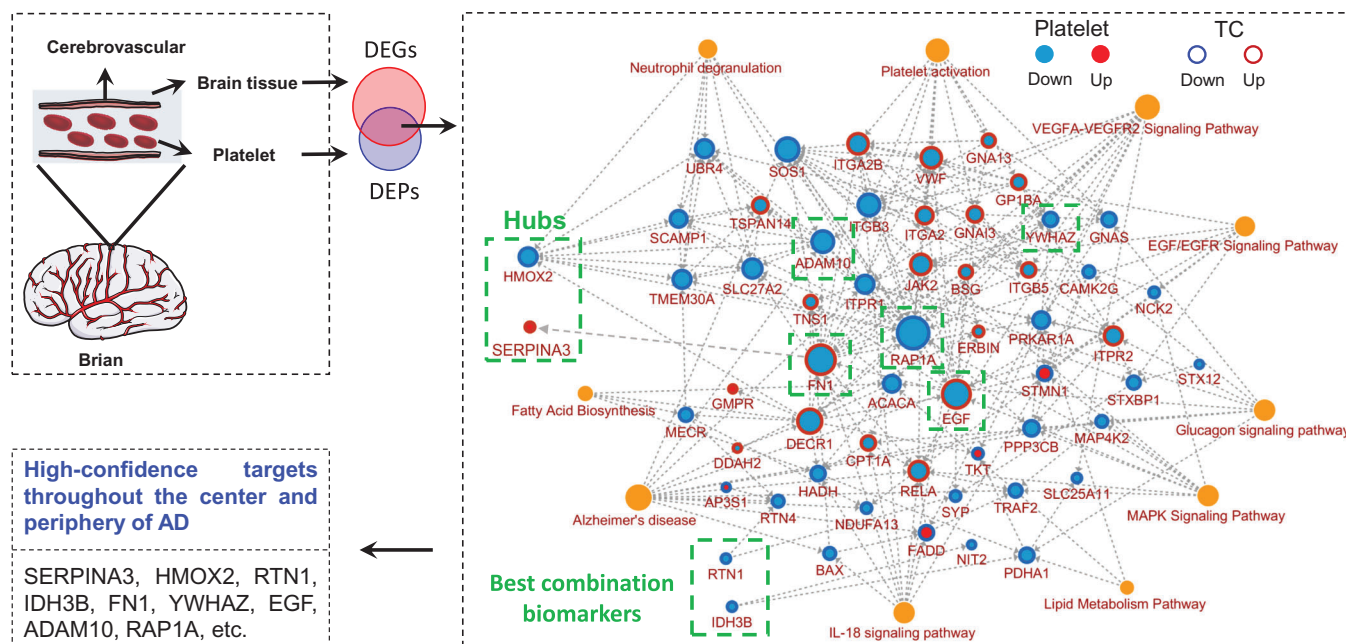 Cerebrovascular
Brain tissue
Platelet
Brian
DEGs
DEPs
High-confidence targets
throughout the center and
periphery of AD
SERPINA3, HMOX2, RTN1,
IDH3B, FN1, YWHAZ, EGF,
ADAM10, RAP1A, etc.
Platelet
TC
Down
Up
Down
Up
Neutrophil degranulation
Platelet activation
VEGFA-VEGFR2 Signaling Pathway
UBR4
SOS1
ITGA2B
VWF
GNA13
GP1BA
Hubs
SCAMP1
TSPAN14
ITGB3
ITGA2
GNAI3
YWHAZ
GNAS
EGF/EGFR Signaling Pathway
HMOX2
ADAM10
TMEM30A
SLC27A2
ITPR1
JAK2
BSG
ITGB5
CAMK2G
NCK2
TNS1
SERPINA3
RAP1A
ERBIN
PRKAR1A
ITPR2
FN1
STMN1
STXBP1
STX12
Fatty Acid Biosynthesis
GMPR
ACACA
EGF
Glucagon signaling pathway
MECR
DECR1
PPP3CB
MAP4K2
DDAH2
CPT1A
TKT
AP3S1
HADH
RELA
SLC25A11
Alzheimer's disease
RTN4
NDUFA13
SYP
TRAF2
MAPK Signaling Pathway
FADD
NIT2
RTN1
BAX
PDHA1
Best combination
biomarkers
Lipid Metabolism Pathway
IDH3B
IL-18 signaling pathway